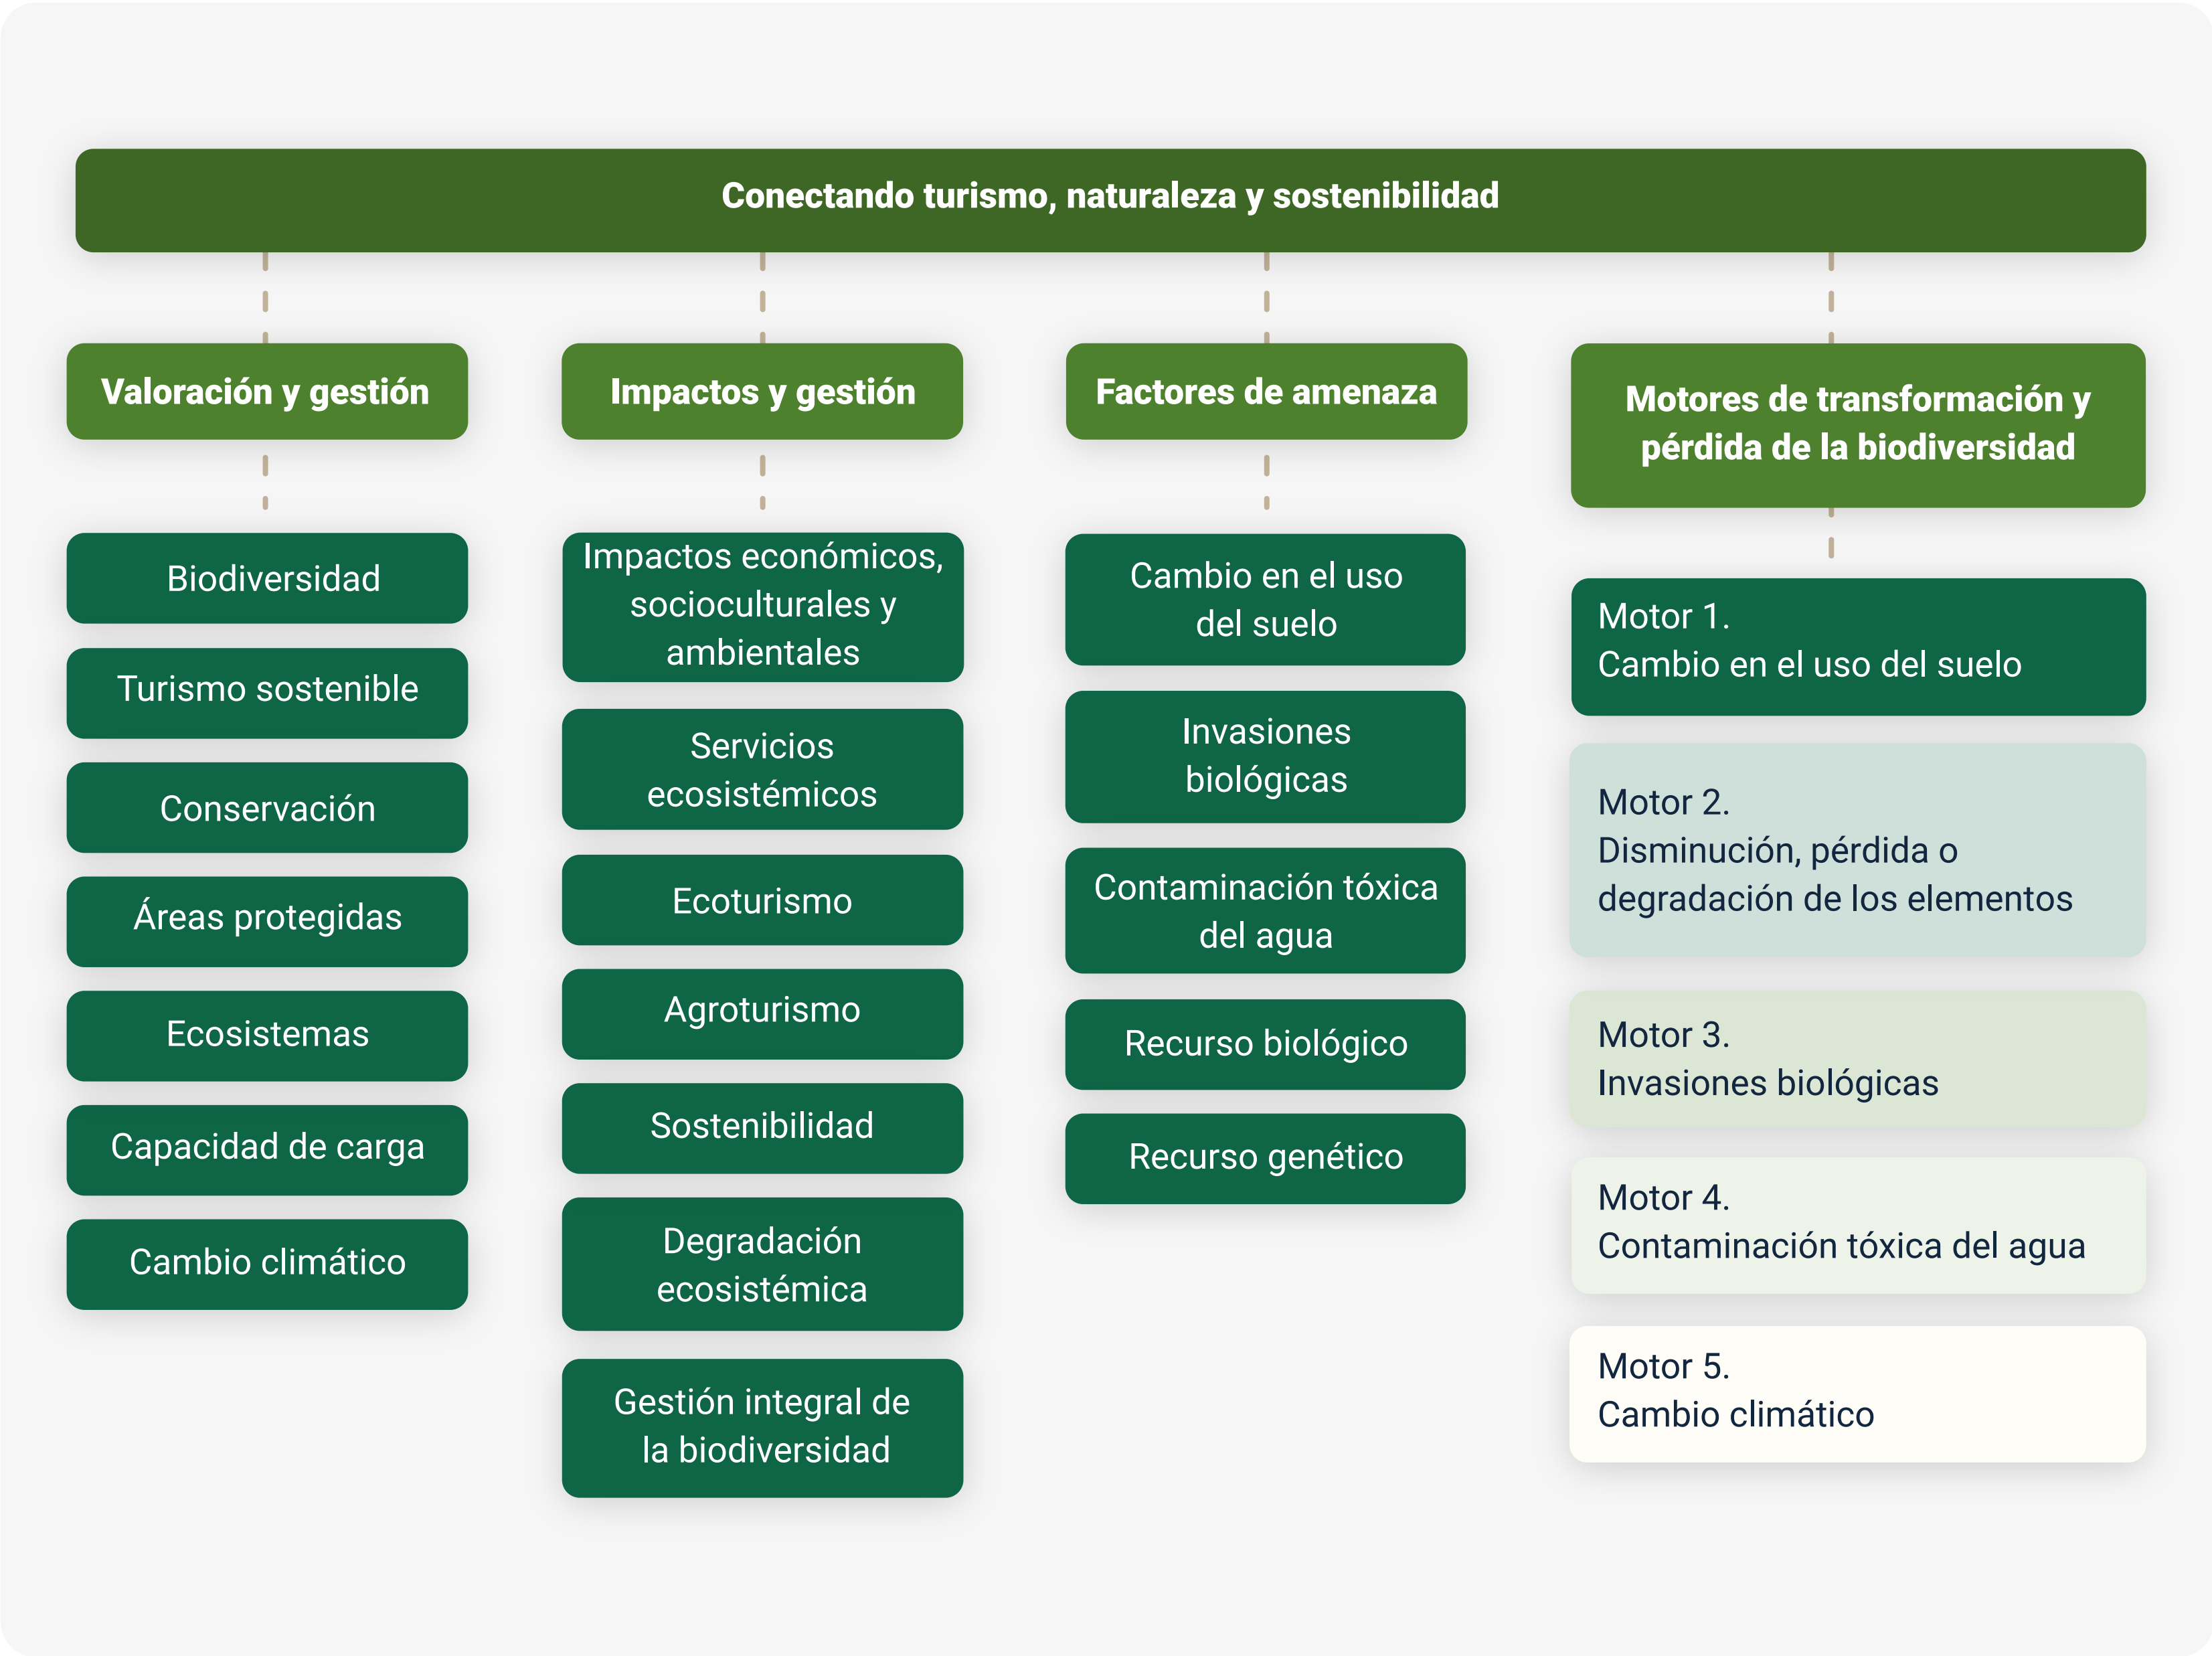 Conectando turismo, naturaleza y sostenibilidad
Valoración y gestión
Biodiversidad
Turismo sostenible
Conservación
Áreas protegidas
Ecosistemas
Capacidad de carga
Cambio climático
Impactos y gestión
Impactos económicos,
socioculturales y
ambientales
Servicios
ecosistémicos
Ecoturismo
Agroturismo
Sostenibilidad
Degradación
ecosistémica
Gestión integral de
la biodiversidad
Factores de amenaza
Cambio en el uso
del suelo
Invasiones
biológicas
Contaminación tóxica
del agua
Recurso biológico
Recurso genético
Motores de transformación y
pérdida de la biodiversidad
Motor 1.
Cambio en el uso del suelo
Motor 2.
Disminución, pérdida o
degradación de los elementos
Motor 3.
Invasiones biológicas
Motor 4.
Contaminación tóxica del agua
Motor 5.
Cambio climático